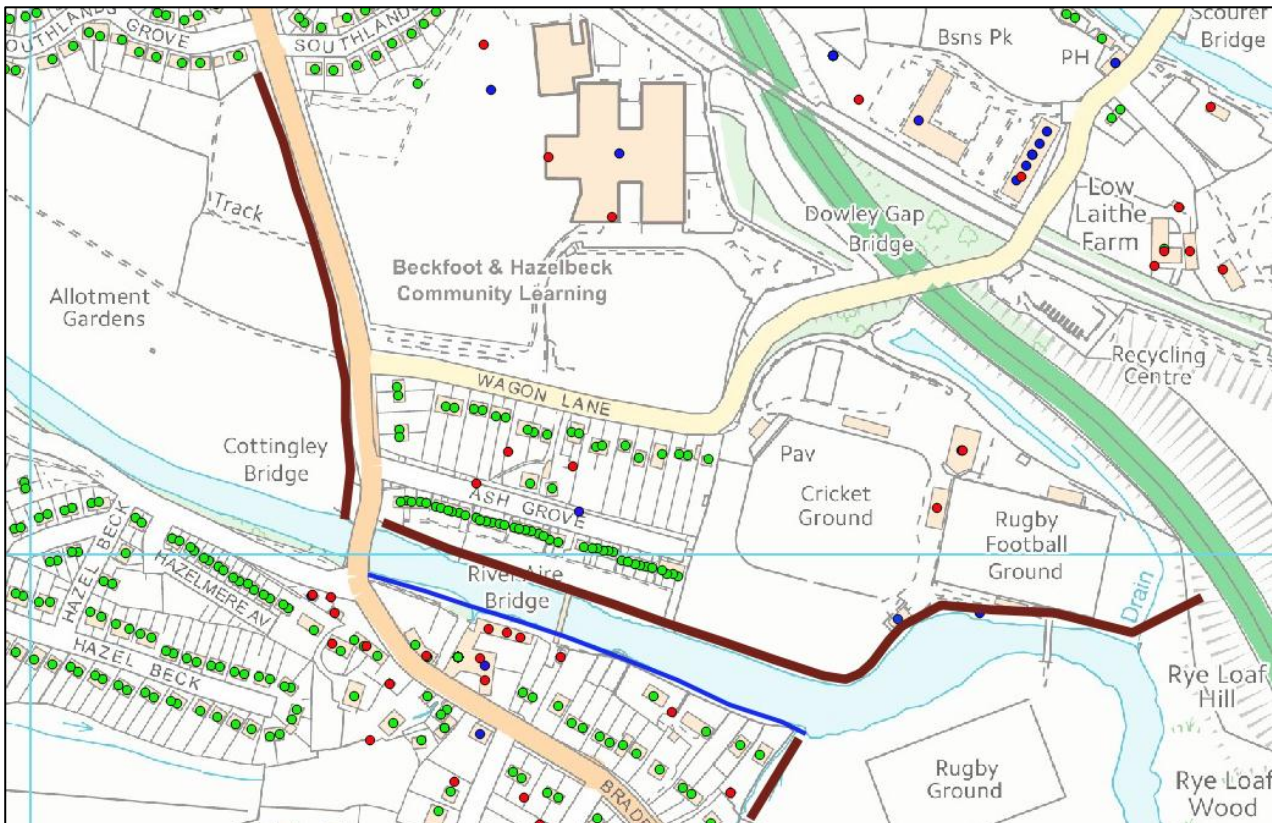 SOUTHLANDS
GROVE
SOUTHLANDS
Bsns Pk
PH
Scourer
Bridge
Track
Low
Laithe
Farm
Dowley Gap
Bridge
Beckfoot & Hazelbeck
Community Learning
Allotment
Gardens
Recycling
Centre
WAGON LANE
Cottingley
Bridge
Pav
ASH GROVE
Cricket
Ground
Rugby
Football
Ground
HAZEL BECK
HAZELMERE AV
River Aire
Bridge
Drain
HAZEL BECK
Rye Loaf
Hill
Rugby
Ground
BRADF
Rye Loaf
Wood